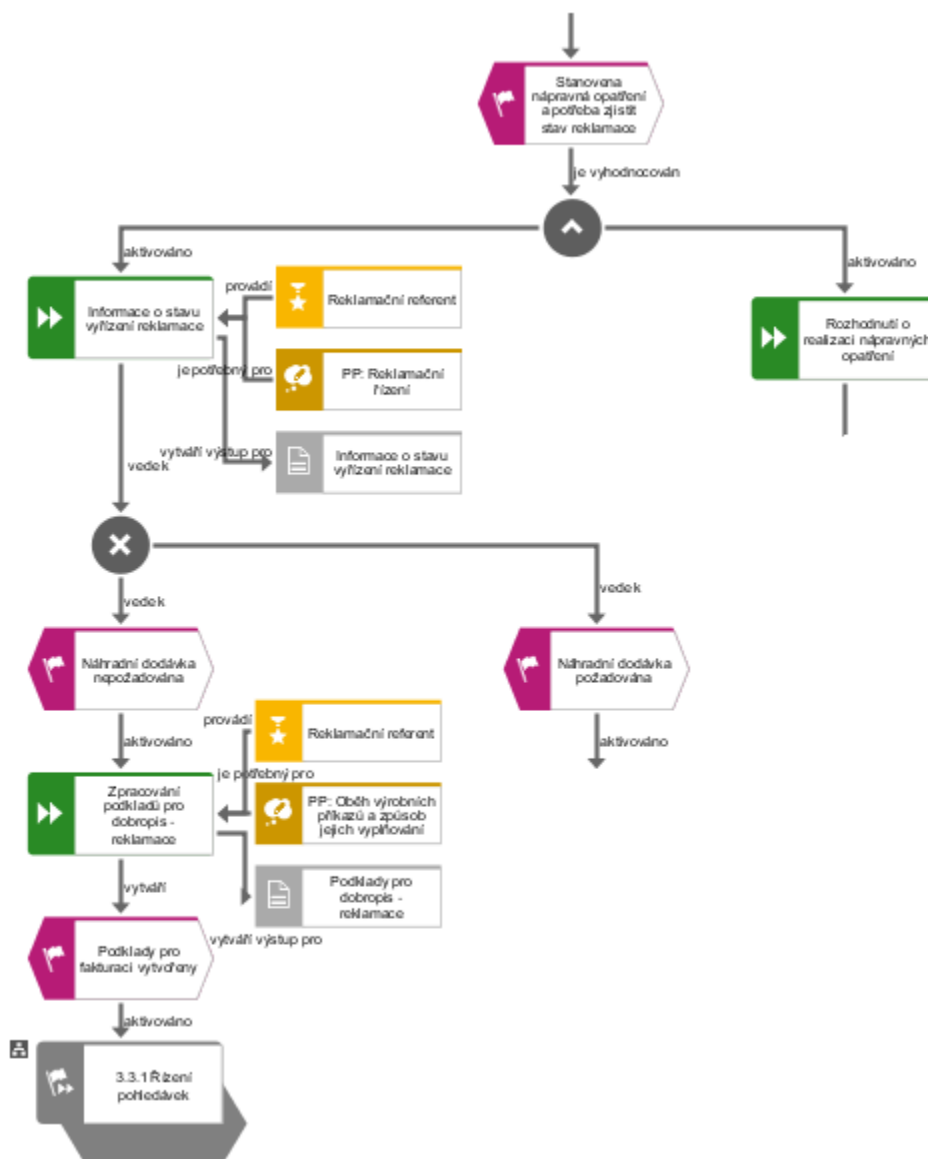 Stanovena
nápravná opatření
a potřeba zjistit
stav reklamace
je vyhodnocován
aktivováno
aktivováno
Informace o stavu
vyřízení reklamace
provádí
Reklamační referent
Rozhodnutí o
realizaci nápravných
opatření
je potřebný pro
PP: Reklamační
řízení
vytváří výstup pro
Informace o stavu
vyřízení reklamace
vedek
vedek
vedek
Náhradní dodávka
nepožadována
Náhradní dodávka
požadována
aktivováno
aktivováno
provádí
Reklamační referent
je potřebný pro
Zpracování
podkladů pro
dobropis -
reklamace
PP: Oběh výrobních
příkazů a způsob
jejich vyplňování
vytváří
Podklady pro
dobropis -
reklamace
vytváří výstup pro
Podklady pro
fakturaci vytvořeny
aktivováno
3.3.1 Řízení
pohledávek